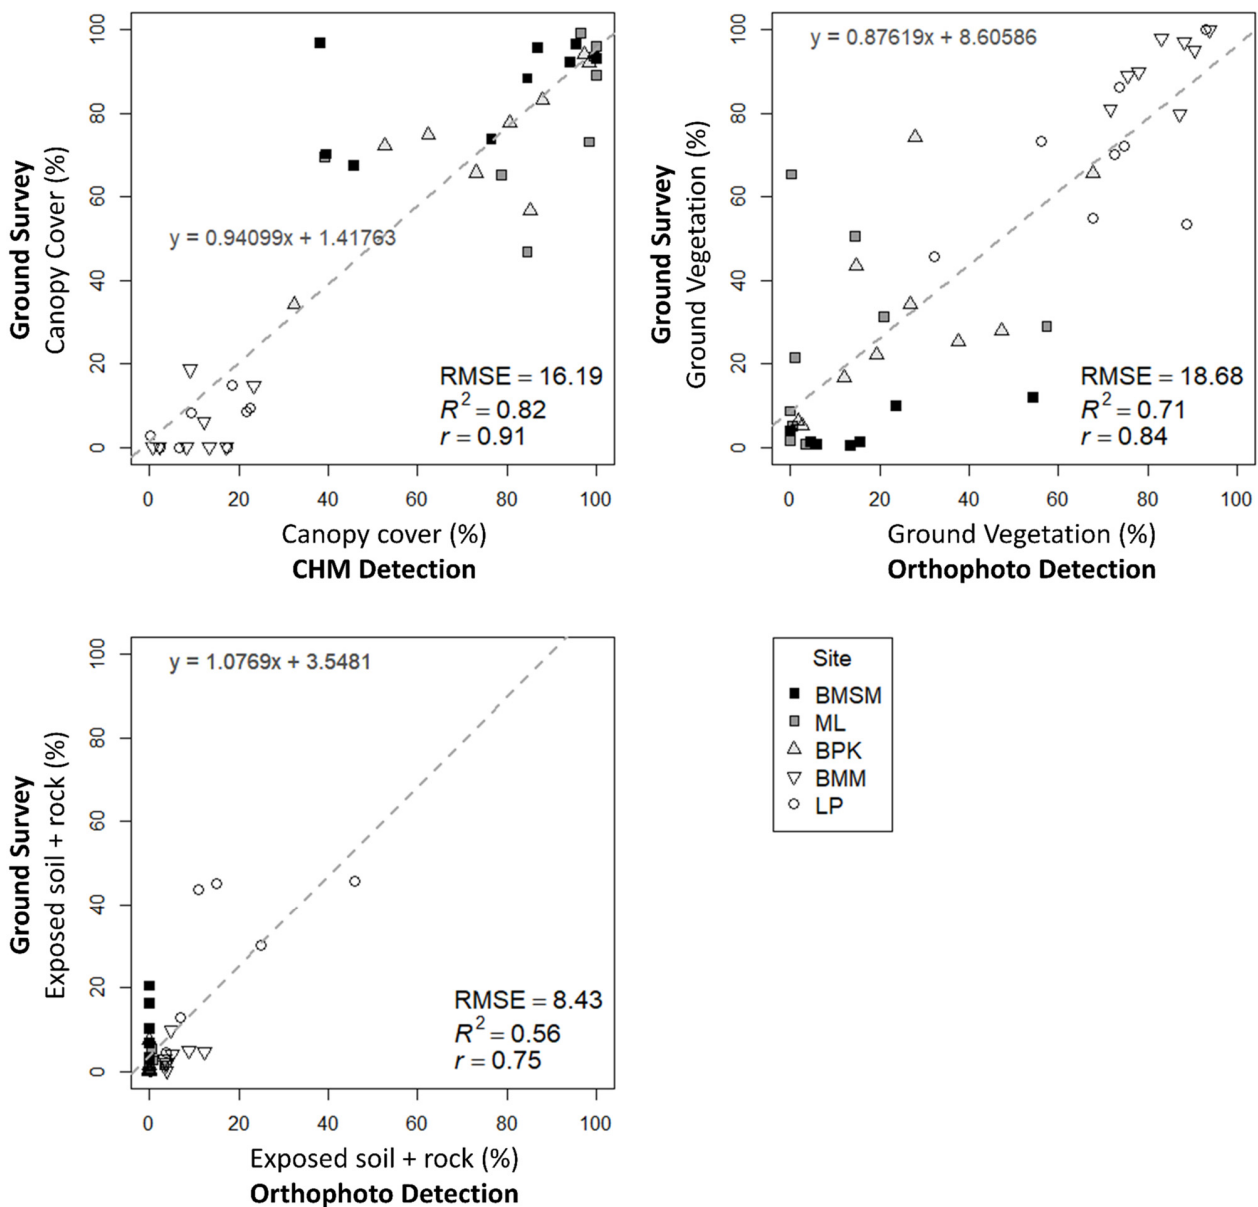 Ground Survey
Canopy Cover (%)
100
80
60
40
20
0
y = 0.94099x + 1.41763
RMSE = 16.19
R² = 0.82
r = 0.91
0 20 40 60 80 100
Canopy cover (%)
CHM Detection
Ground Survey
Ground Vegetation (%)
100
80
60
40
20
0
y = 0.87619x + 8.60586
RMSE = 18.68
R² = 0.71
r = 0.84
0 20 40 60 80 100
Ground Vegetation (%)
Orthophoto Detection
Ground Survey
Exposed soil + rock (%)
100
80
60
40
20
0
y = 1.0769x + 3.5481
RMSE = 8.43
R² = 0.56
r = 0.75
0 20 40 60 80 100
Exposed soil + rock (%)
Orthophoto Detection
Site
BMSM
ML
BPK
BMM
LP